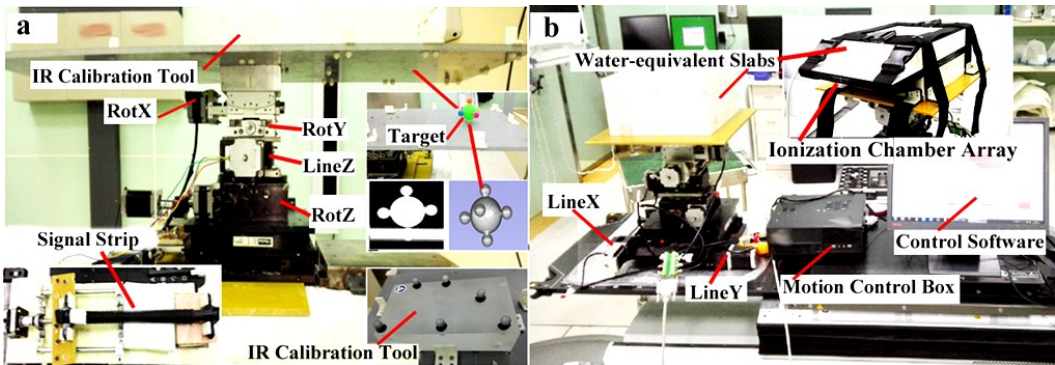 a
IR Calibration Tool
RotX
RotY
Target
LineZ
RotZ
Signal Strip
IR Calibration Tool
b
Water-equivalent Slabs
Ionization Chamber Array
LineX
Control Software
LineY
Motion Control Box